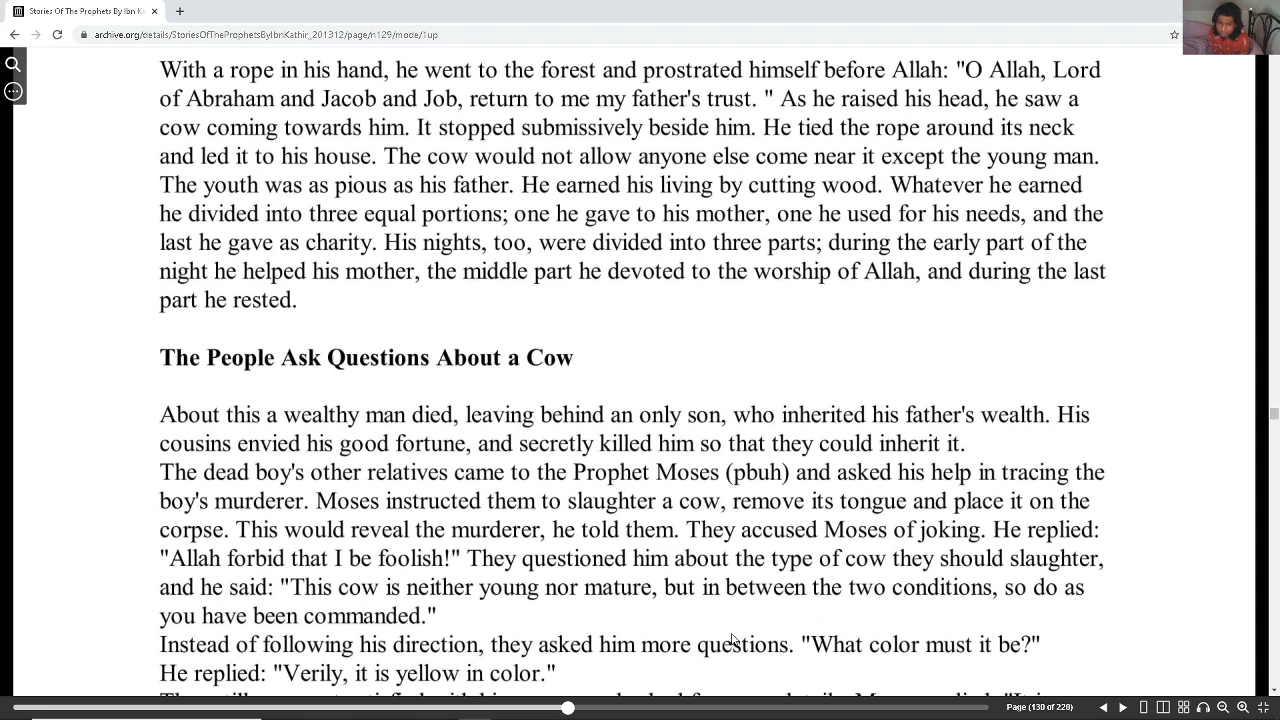 Stories Of The Prophets By Ibn Ka
archive.org/details/StoriesOfTheProphetsByIbnKathir_201312/page/n129/mode/1up
With a rope in his hand, he went to the forest and prostrated himself before Allah: "O Allah, Lord
of Abraham and Jacob and Job, return to me my father's trust. " As he raised his head, he saw a
cow coming towards him. It stopped submissively beside him. He tied the rope around its neck
and led it to his house. The cow would not allow anyone else come near it except the young man.
The youth was as pious as his father. He earned his living by cutting wood. Whatever he earned
he divided into three equal portions; one he gave to his mother, one he used for his needs, and the
last he gave as charity. His nights, too, were divided into three parts; during the early part of the
night he helped his mother, the middle part he devoted to the worship of Allah, and during the last
part he rested.
The People Ask Questions About a Cow
About this a wealthy man died, leaving behind an only son, who inherited his father's wealth. His
cousins envied his good fortune, and secretly killed him so that they could inherit it.
The dead boy's other relatives came to the Prophet Moses (pbuh) and asked his help in tracing the
boy's murderer. Moses instructed them to slaughter a cow, remove its tongue and place it on the
corpse. This would reveal the murderer, he told them. They accused Moses of joking. He replied:
"Allah forbid that I be foolish!" They questioned him about the type of cow they should slaughter,
and he said: "This cow is neither young nor mature, but in between the two conditions, so do as
you have been commanded."
Instead of following his direction, they asked him more questions. "What color must it be?"
He replied: "Verily, it is yellow in color."
Page (130 of 220)